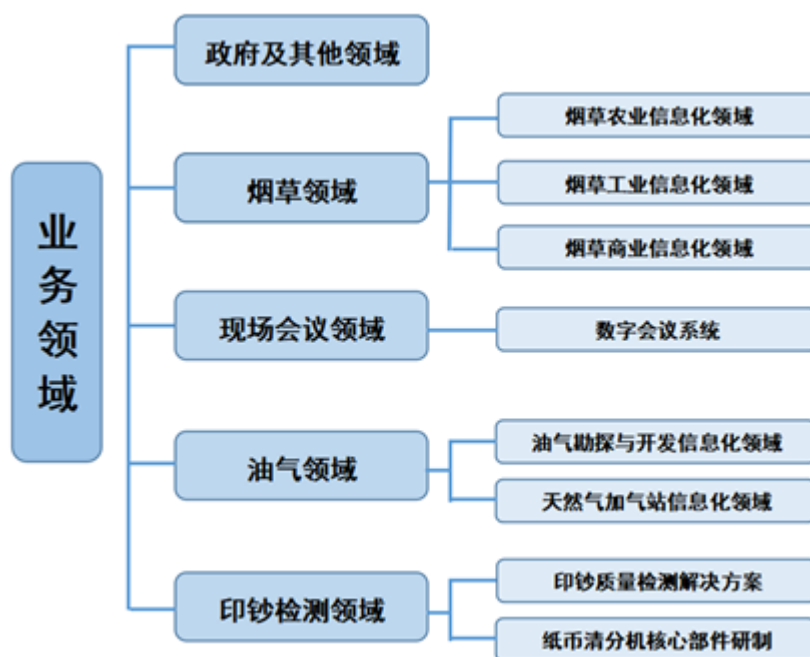 业务领域
政府及其他领域
烟草领域
烟草农业信息化领域
烟草工业信息化领域
烟草商业信息化领域
现场会议领域
数字会议系统
油气领域
油气勘探与开发信息化领域
天然气加气站信息化领域
印钞检测领域
印钞质量检测解决方案
纸币清分机核心部件研制